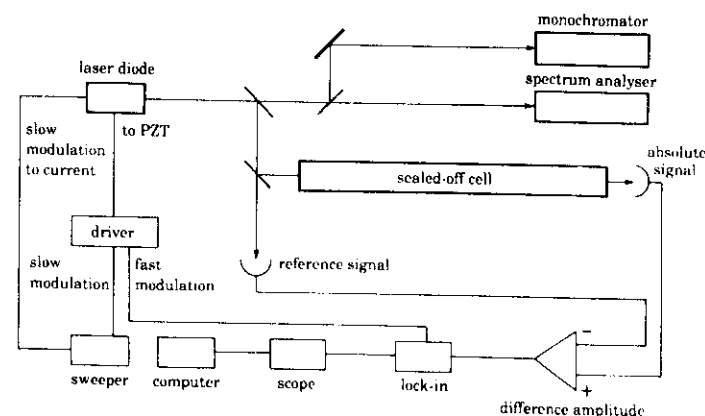 monochromator
laser diode
spectrum analyser
to PZT
slow
modulation
to current
absolute
signal
sealed-off cell
driver
slow
modulation
fast
modulation
reference signal
−
+
sweeper
computer
scope
lock-in
difference amplitude